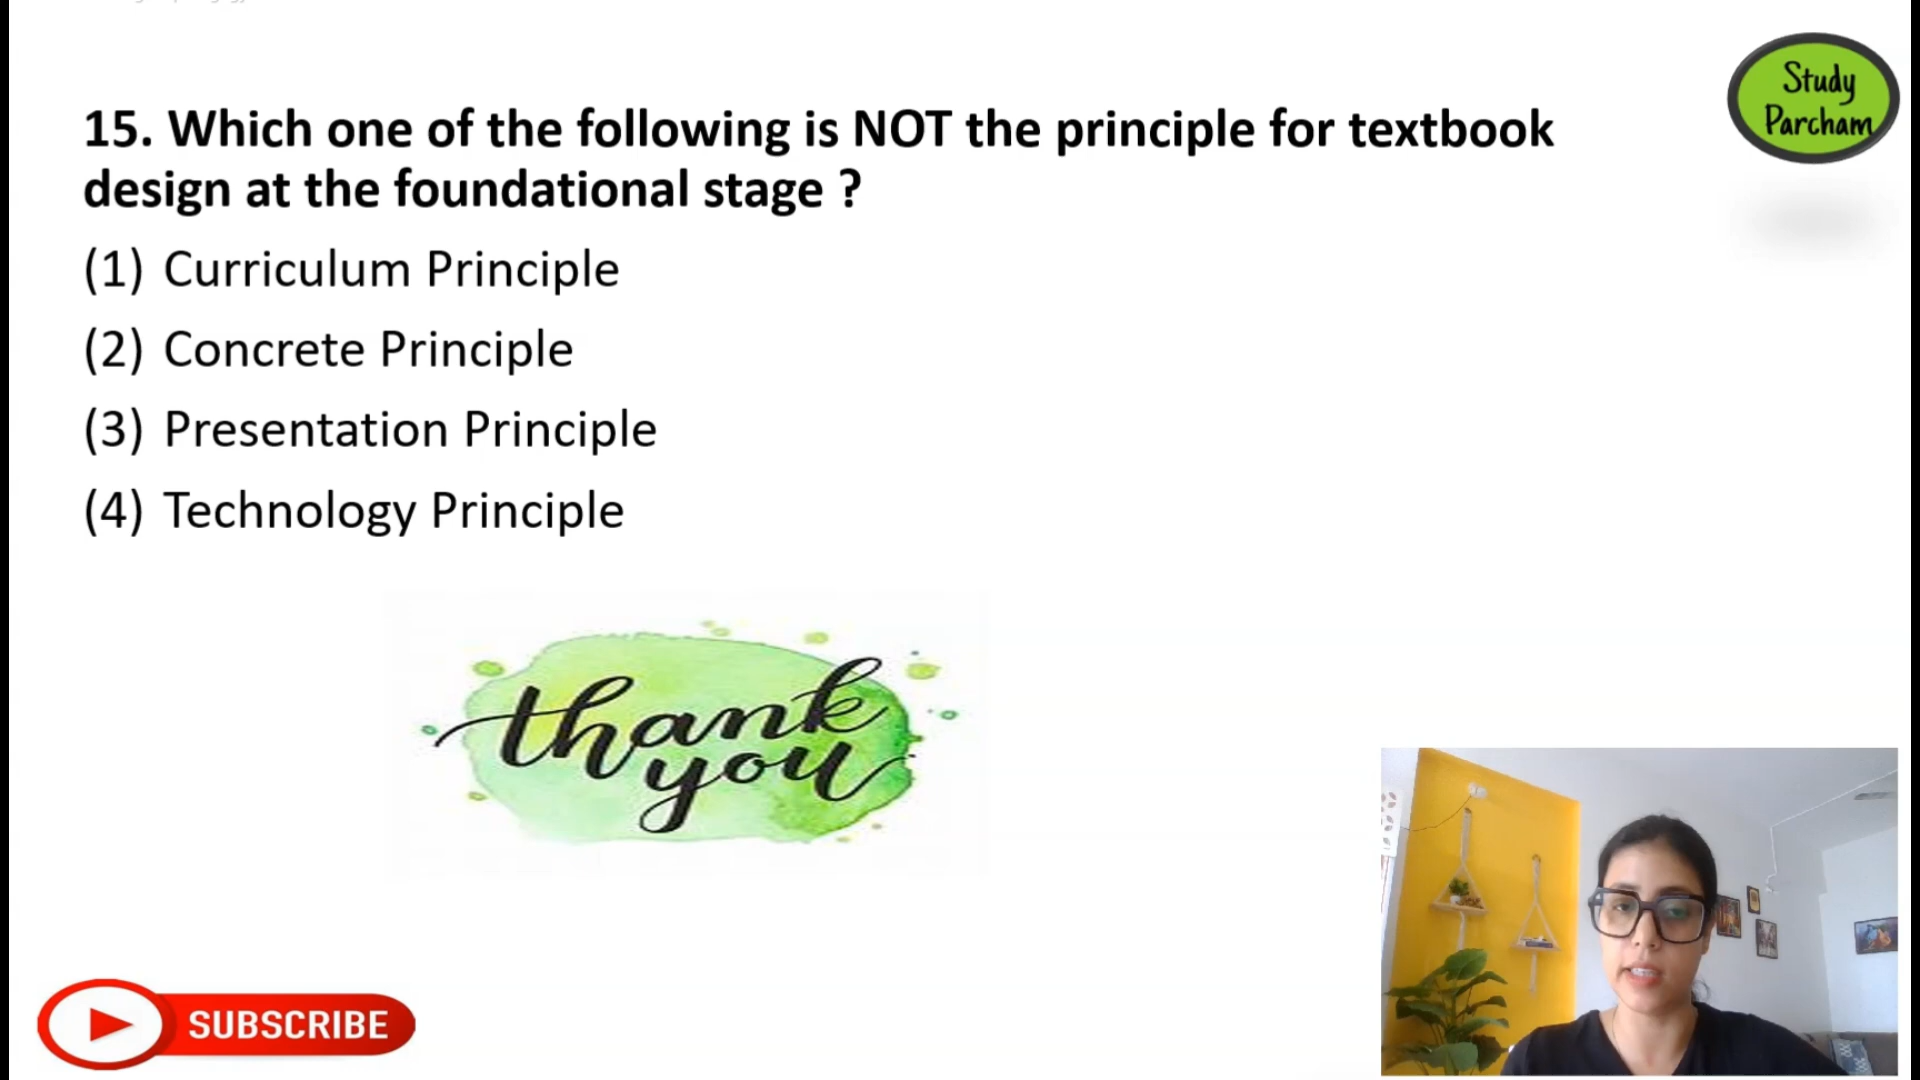 Study
Parcham
15. Which one of the following is NOT the principle for textbook
design at the foundational stage ?
(1) Curriculum Principle
(2) Concrete Principle
(3) Presentation Principle
(4) Technology Principle
thank
you
SUBSCRIBE